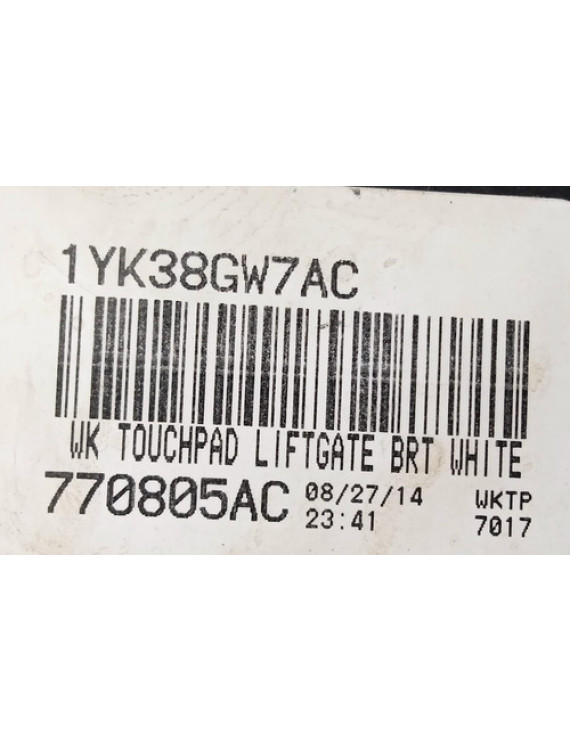 1YK38GW7AC
WK TOUCHPAD LIFTGATE BRT WHITE
770805AC 08/27/14 WKTP
23:41 7017